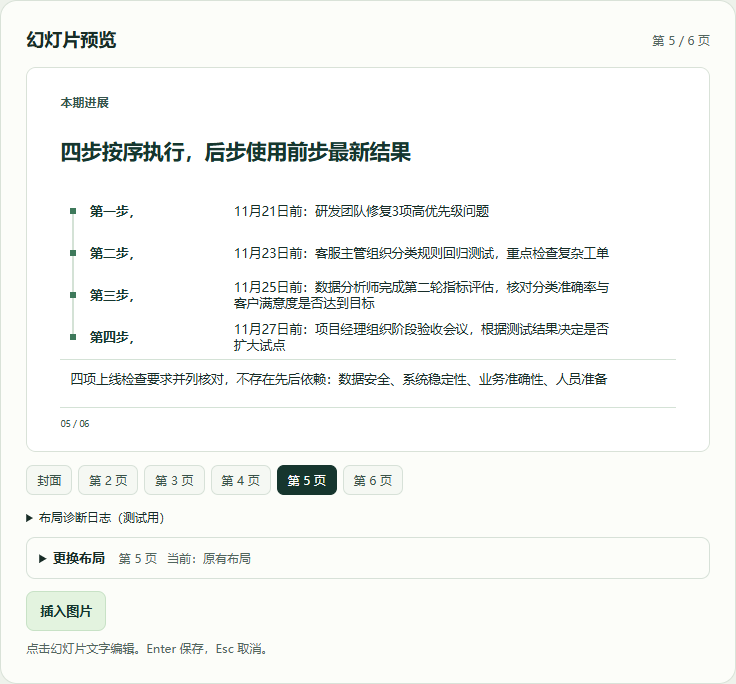 幻灯片预览
第 5 / 6 页
本期进展
四步按序执行，后步使用前步最新结果
第一步，
11月21日前：研发团队修复3项高优先级问题
第二步，
11月23日前：客服主管组织分类规则回归测试，重点检查复杂工单
第三步，
11月25日前：数据分析师完成第二轮指标评估，核对分类准确率与
客户满意度是否达到目标
第四步，
11月27日前：项目经理组织阶段验收会议，根据测试结果决定是否
扩大试点
四项上线检查要求并列核对，不存在先后依赖：数据安全、系统稳定性、业务准确性、人员准备
05 / 06
封面
第 2 页
第 3 页
第 4 页
第 5 页
第 6 页
布局诊断日志（测试用）
更换布局 第 5 页 当前：原有布局
插入图片
点击幻灯片文字编辑。Enter 保存，Esc 取消。